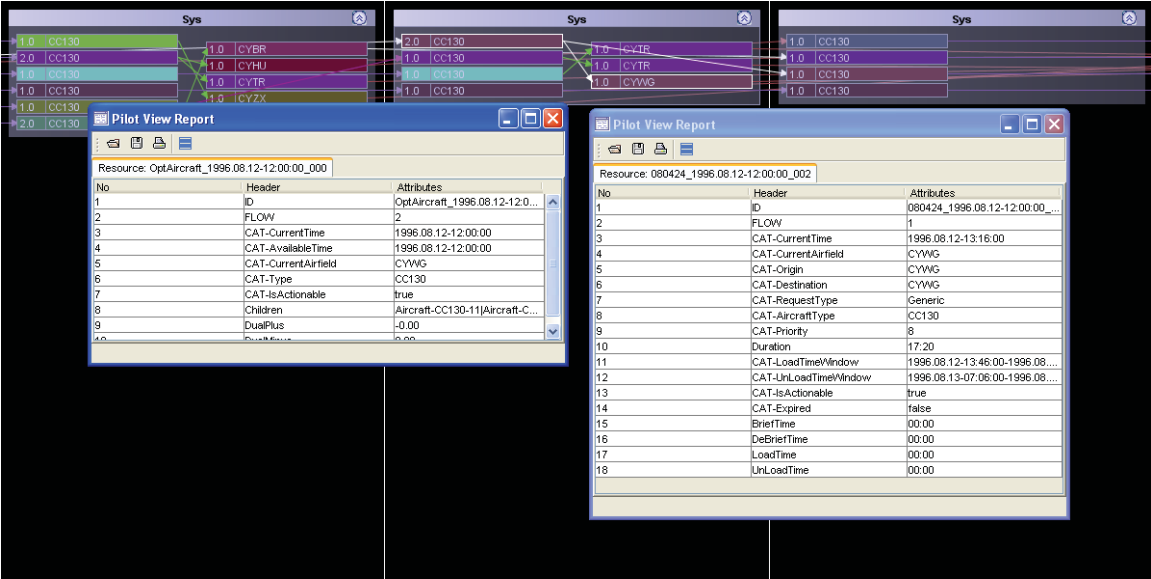 Sys
1.0 CC130
2.0 CC130
1.0 CC130
1.0 CC130
1.0 CC130
2.0 CC130
1.0 CYBR
1.0 CYHU
1.0 CYTR
1.0 CYZX
Sys
2.0 CC130
1.0 CC130
1.0 CC130
1.0 CC130
1.0 CYTR
1.0 CYTR
1.0 CYWG
Sys
1.0 CC130
1.0 CC130
1.0 CC130
1.0 CC130
Pilot View Report
Resource: OptAircraft_1996.08.12-12:00:00_000
No Header Attributes
1 ID OptAircraft_1996.08.12-12:0...
2 FLOW 2
3 CAT-CurrentTime 1996.08.12-12:00:00
4 CAT-AvailableTime 1996.08.12-12:00:00
5 CAT-CurrentAirfield CYWG
6 CAT-Type CC130
7 CAT-IsActionable true
8 Children Aircraft-CC130-11|Aircraft-C...
9 DualPlus -0.00
10 DualMinus 0.00
Pilot View Report
Resource: 080424_1996.08.12-12:00:00_002
No Header Attributes
1 ID 080424_1996.08.12-12:00:00_...
2 FLOW 1
3 CAT-CurrentTime 1996.08.12-13:16:00
4 CAT-CurrentAirfield CYWG
5 CAT-Origin CYWG
6 CAT-Destination CYWG
7 CAT-RequestType Generic
8 CAT-AircraftType CC130
9 CAT-Priority 8
10 Duration 17:20
11 CAT-LoadTimeWindow 1996.08.12-13:46:00-1996.08....
12 CAT-UnLoadTimeWindow 1996.08.13-07:06:00-1996.08....
13 CAT-IsActionable true
14 CAT-Expired false
15 BriefTime 00:00
16 DeBriefTime 00:00
17 LoadTime 00:00
18 UnLoadTime 00:00